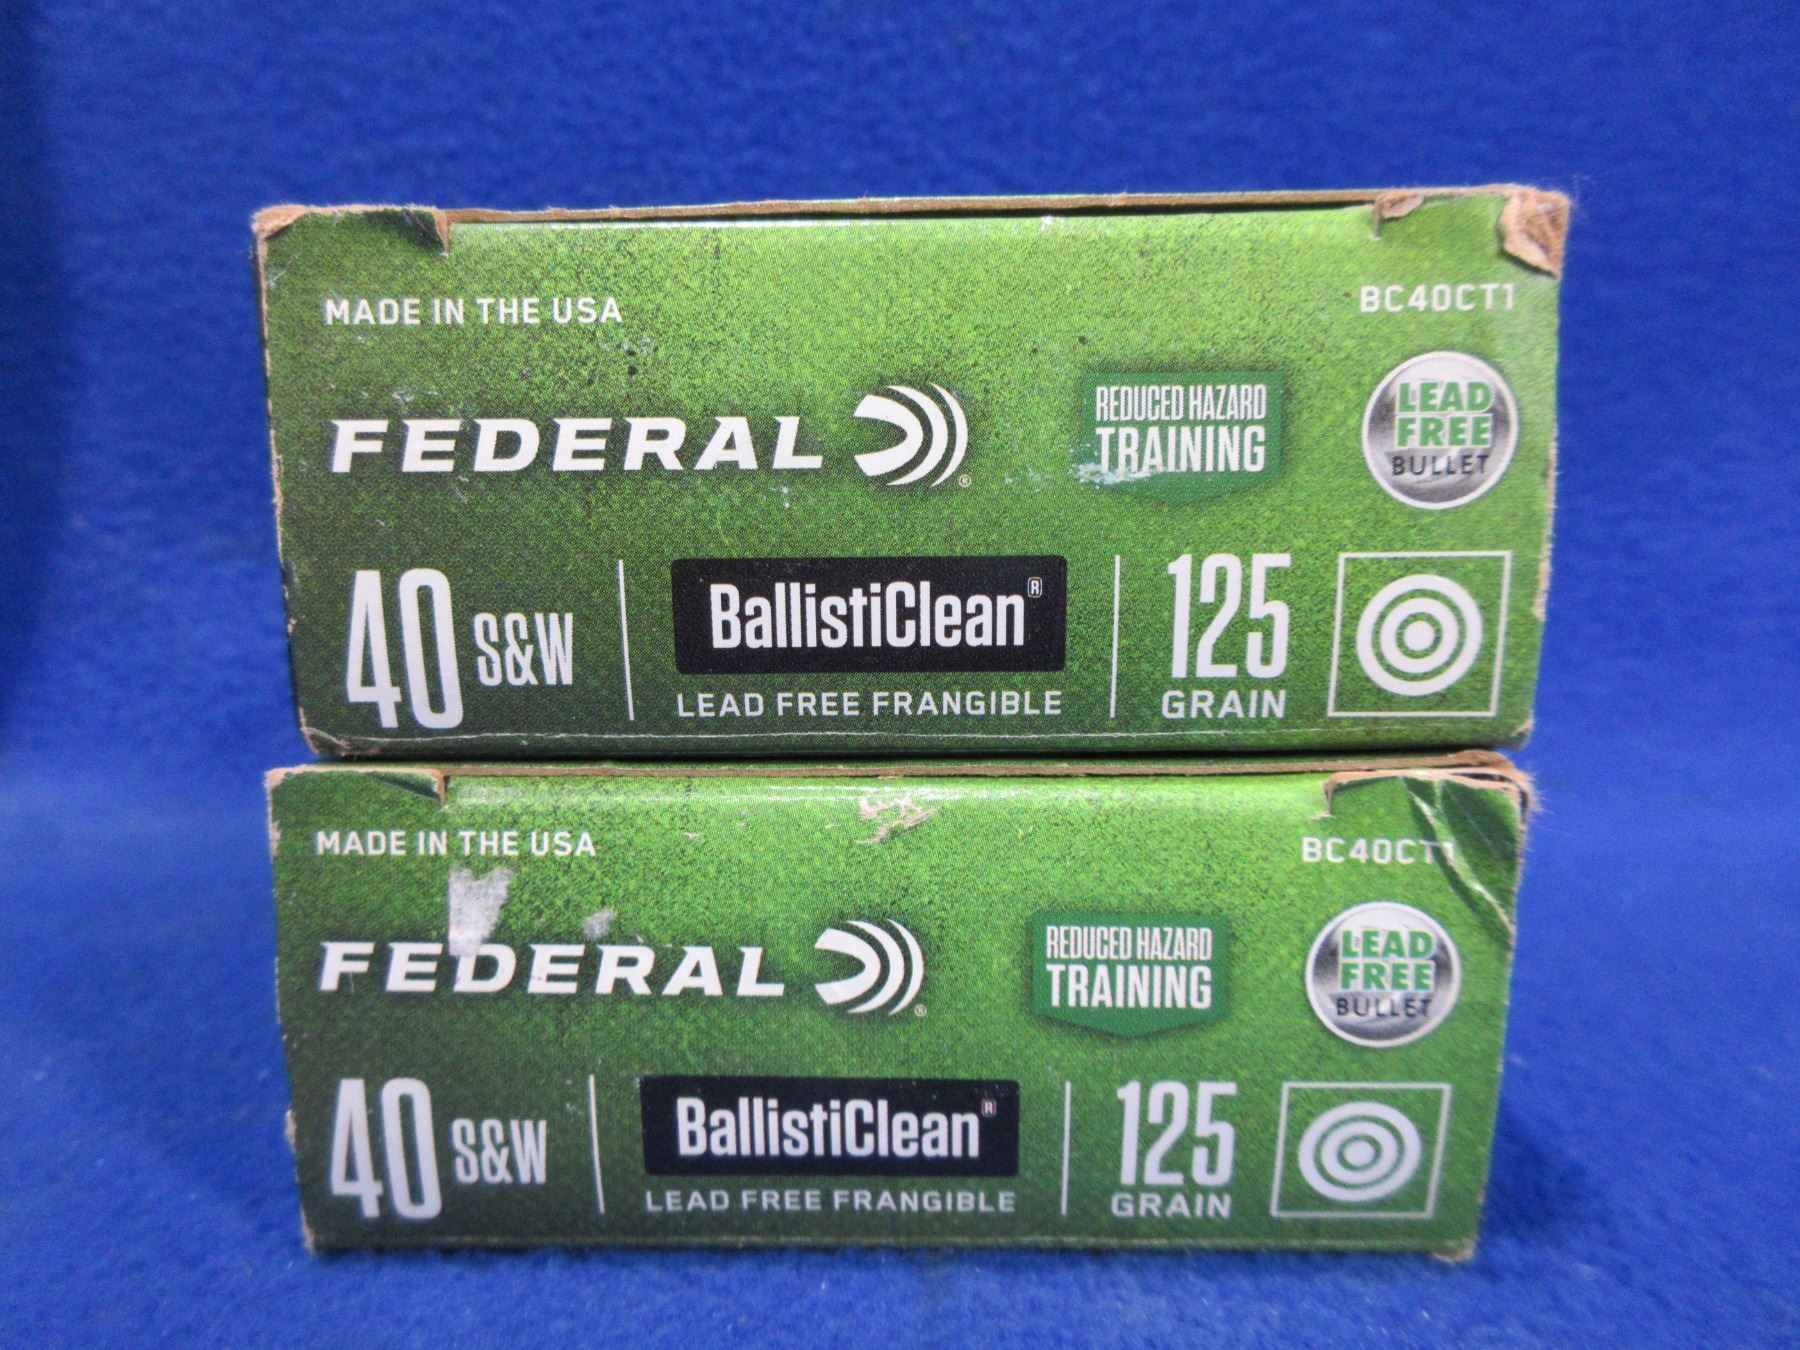 MADE IN THE USA
BC40CT1
FEDERAL
®
REDUCED HAZARD
TRAINING
LEAD
FREE
BULLET
40 S&W
BallistiClean®
LEAD FREE FRANGIBLE
125
GRAIN
MADE IN THE USA
BC40CT1
FEDERAL
®
REDUCED HAZARD
TRAINING
LEAD
FREE
BULLET
40 S&W
BallistiClean®
LEAD FREE FRANGIBLE
125
GRAIN